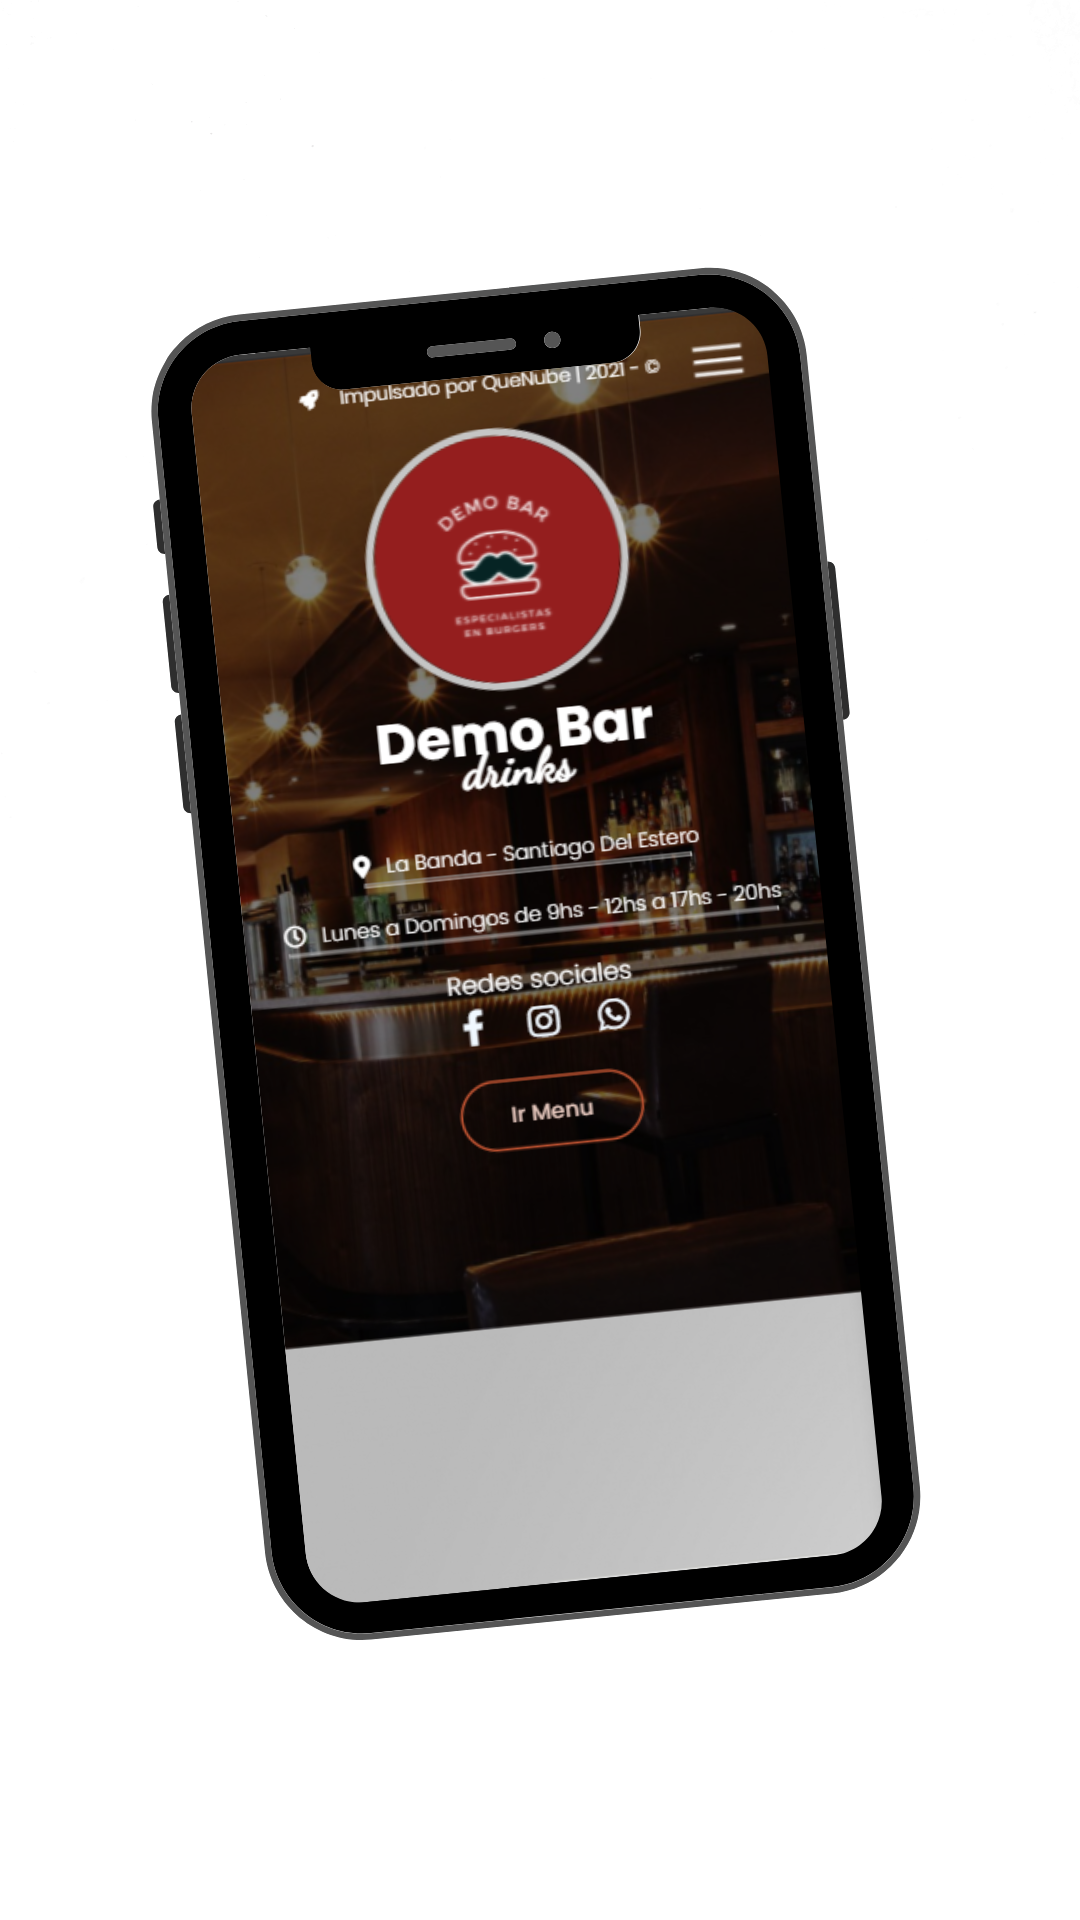 Impulsado por QueNube | 2021 - ©
DEMO BAR
ESPECIALISTAS
EN BURGERS
Demo Bar
drinks
La Banda - Santiago Del Estero
Lunes a Domingos de 9hs - 12hs a 17hs - 20hs
Redes sociales
Ir Menu